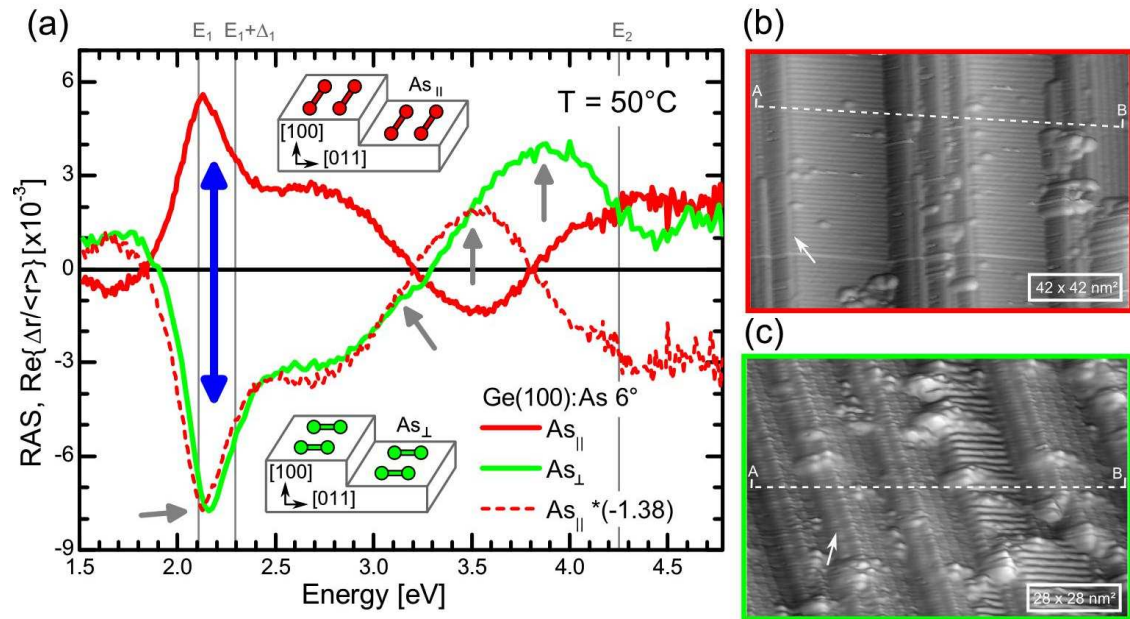 (a)
E₁ E₁+Δ₁ E₂
6
3
0
-3
-6
-9
RAS, Re{Δr/<r>} [x10⁻³]
1.5 2.0 2.5 3.0 3.5 4.0 4.5
Energy [eV]
As∥
[100]
[011]
T = 50°C
As⊥
[100]
[011]
Ge(100):As 6°
As∥
As⊥
As∥ *(-1.38)
(b)
A
B
42 x 42 nm²
(c)
A
B
28 x 28 nm²